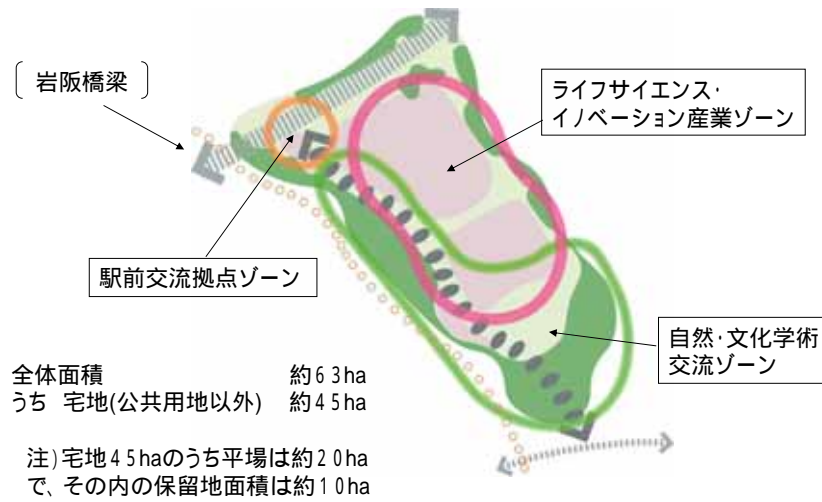 岩阪橋梁
ライフサイエンス・
イノベーション産業ゾーン
駅前交流拠点ゾーン
自然・文化学術
交流ゾーン
全体面積 約63ha
うち 宅地(公共用地以外) 約45ha
注)宅地45haのうち平場は約20ha
で、その内の保留地面積は約10ha